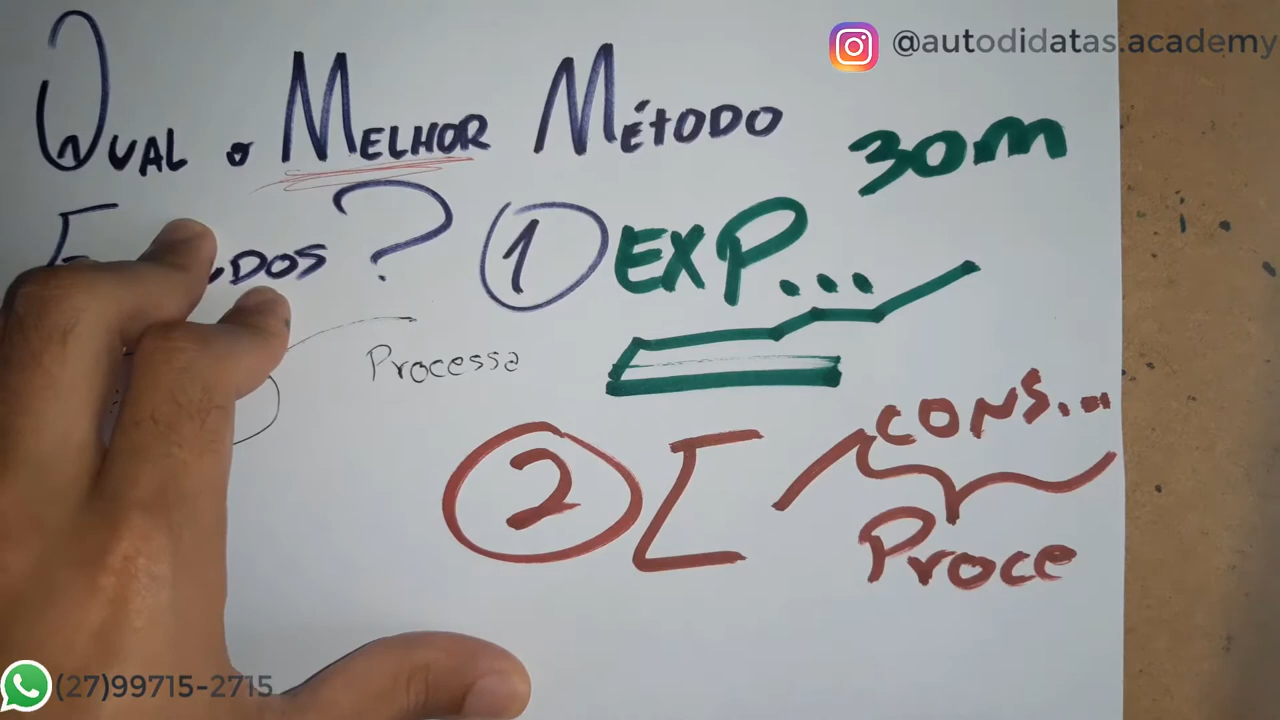 @autodidatas.academy
QUAL o MELHOR MÉTODO
30m
DOS ?
1 EXP...
Processa
CONS...
2
Proce
(27)99715-2715